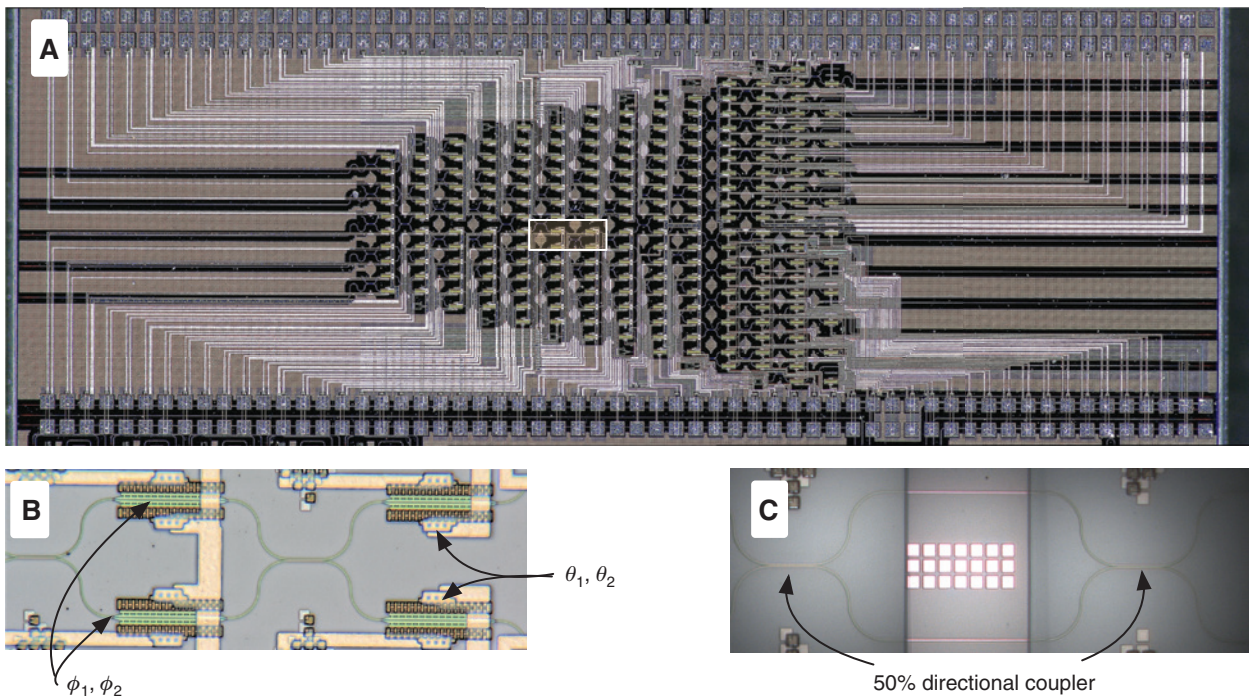 A
B
θ₁, θ₂
ϕ₁, ϕ₂
C
50% directional coupler